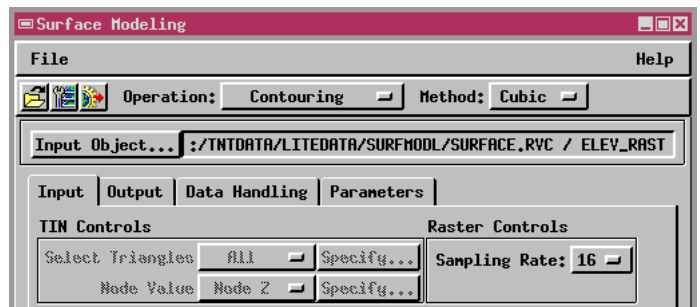 Surface Modeling
File Help
Operation: Contouring Method: Cubic
Input Object... :/TNTDATA/LITEDATA/SURFMODL/SURFACE.RVC / ELEV_RAST
Input Output Data Handling Parameters
TIN Controls Raster Controls
Select Triangles All Specify... Sampling Rate: 16
Node Value Node Z Specify...